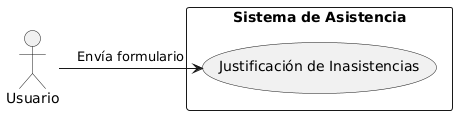 Sistema de Asistencia
Envía formulario
Justificación de Inasistencias
Usuario